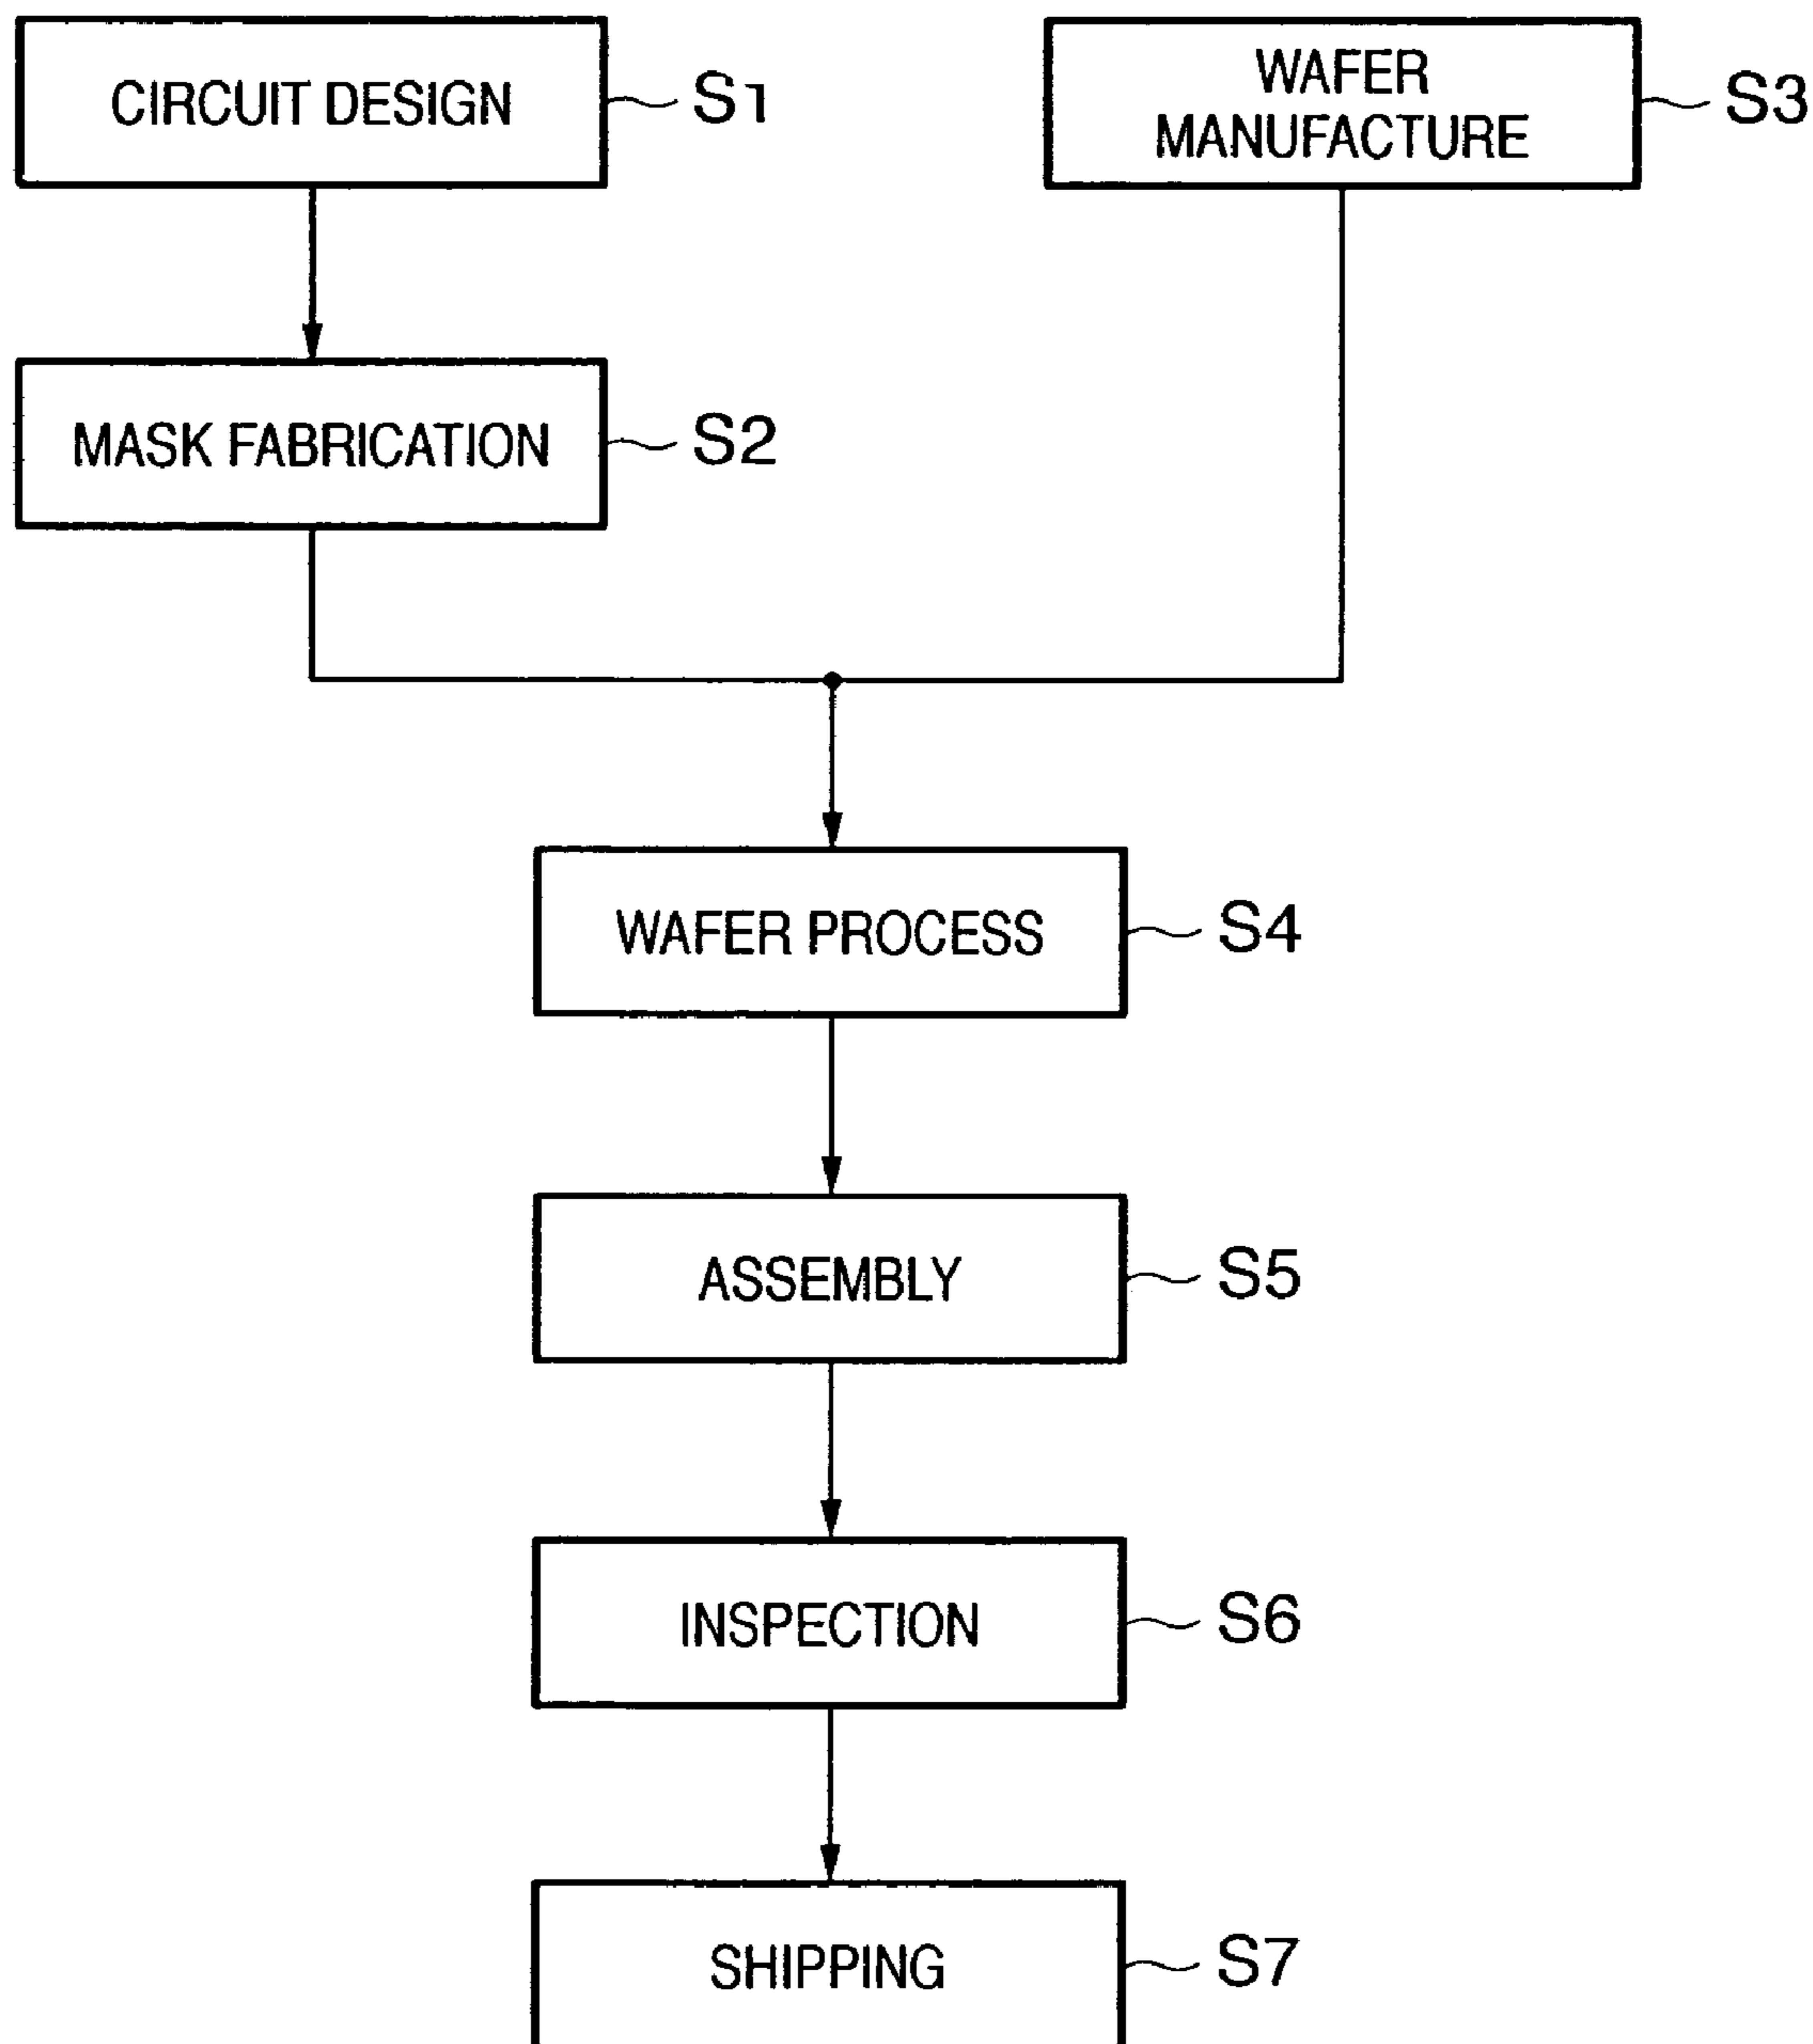 CIRCUIT DESIGN
S1
WAFER
MANUFACTURE
S3
MASK FABRICATION
S2
WAFER PROCESS
S4
ASSEMBLY
S5
INSPECTION
S6
SHIPPING
S7